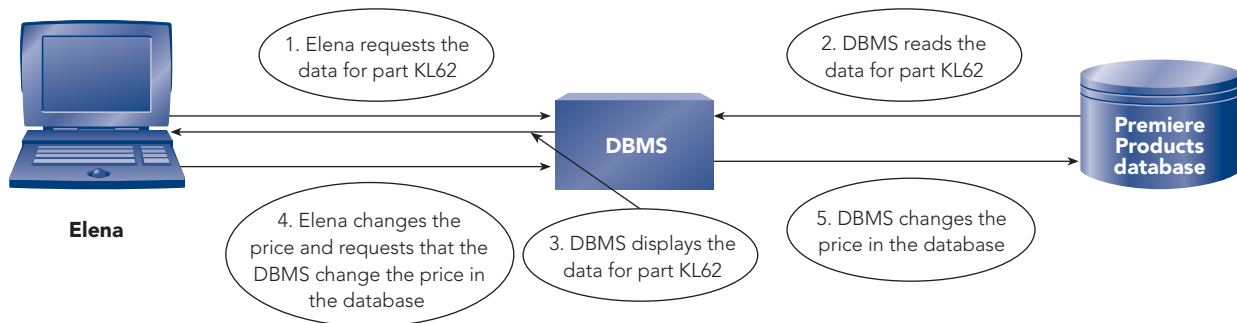 1. Elena requests the
data for part KL62
2. DBMS reads the
data for part KL62
DBMS
Premiere
Products
database
Elena
4. Elena changes the
price and requests that the
DBMS change the price in
the database
3. DBMS displays the
data for part KL62
5. DBMS changes the
price in the database